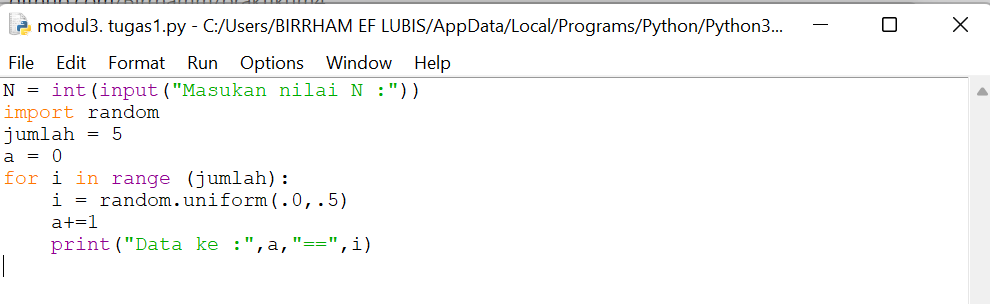 modul3. tugas1.py - C:/Users/BIRRHAM EF LUBIS/AppData/Local/Programs/Python/Python3...
File Edit Format Run Options Window Help
N = int(input("Masukan nilai N :"))
import random
jumlah = 5
a = 0
for i in range (jumlah):
    i = random.uniform(.0,.5)
    a+=1
    print("Data ke :",a,"==",i)